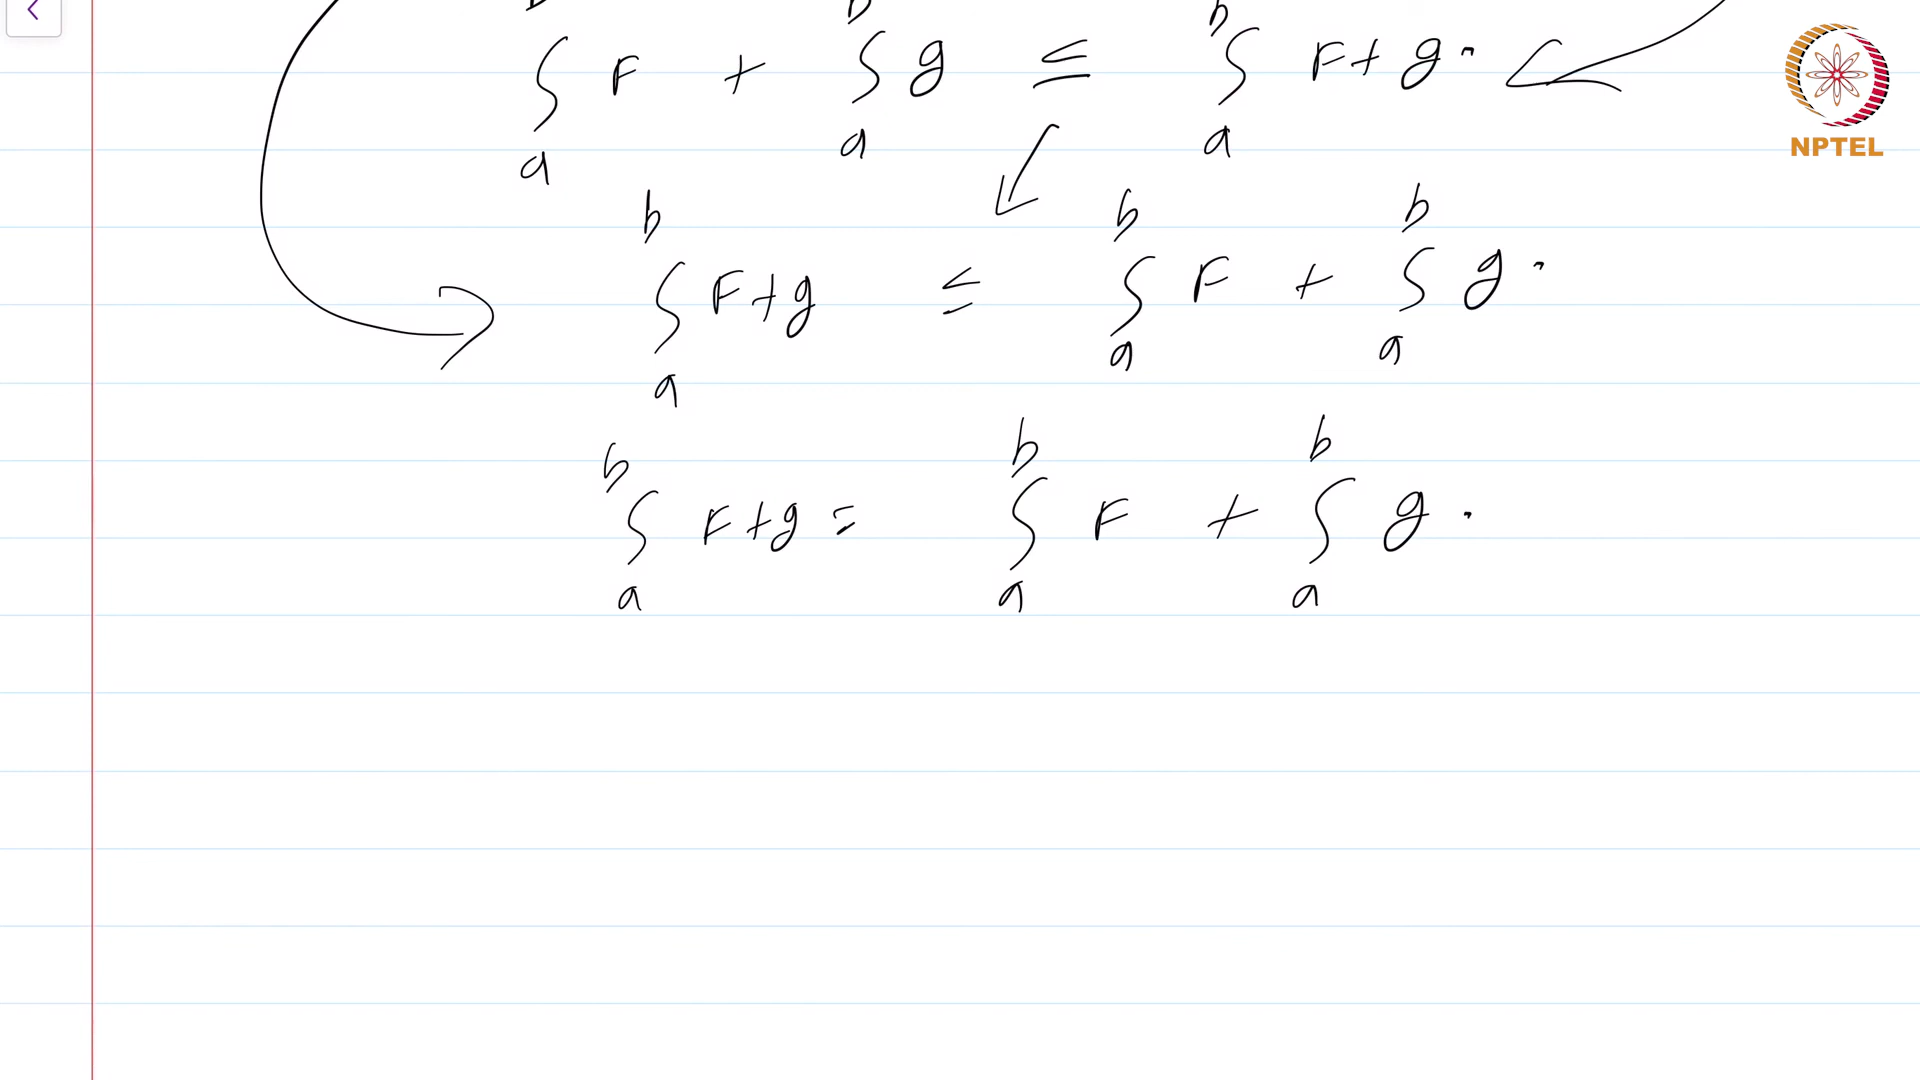 ∫_a^b F + ∫_a^b g ≤ ∫_a^b F + g.
∫_a^b F + g ≤ ∫_a^b F + ∫_a^b g.
∫_a^b F + g = ∫_a^b F + ∫_a^b g.
NPTEL